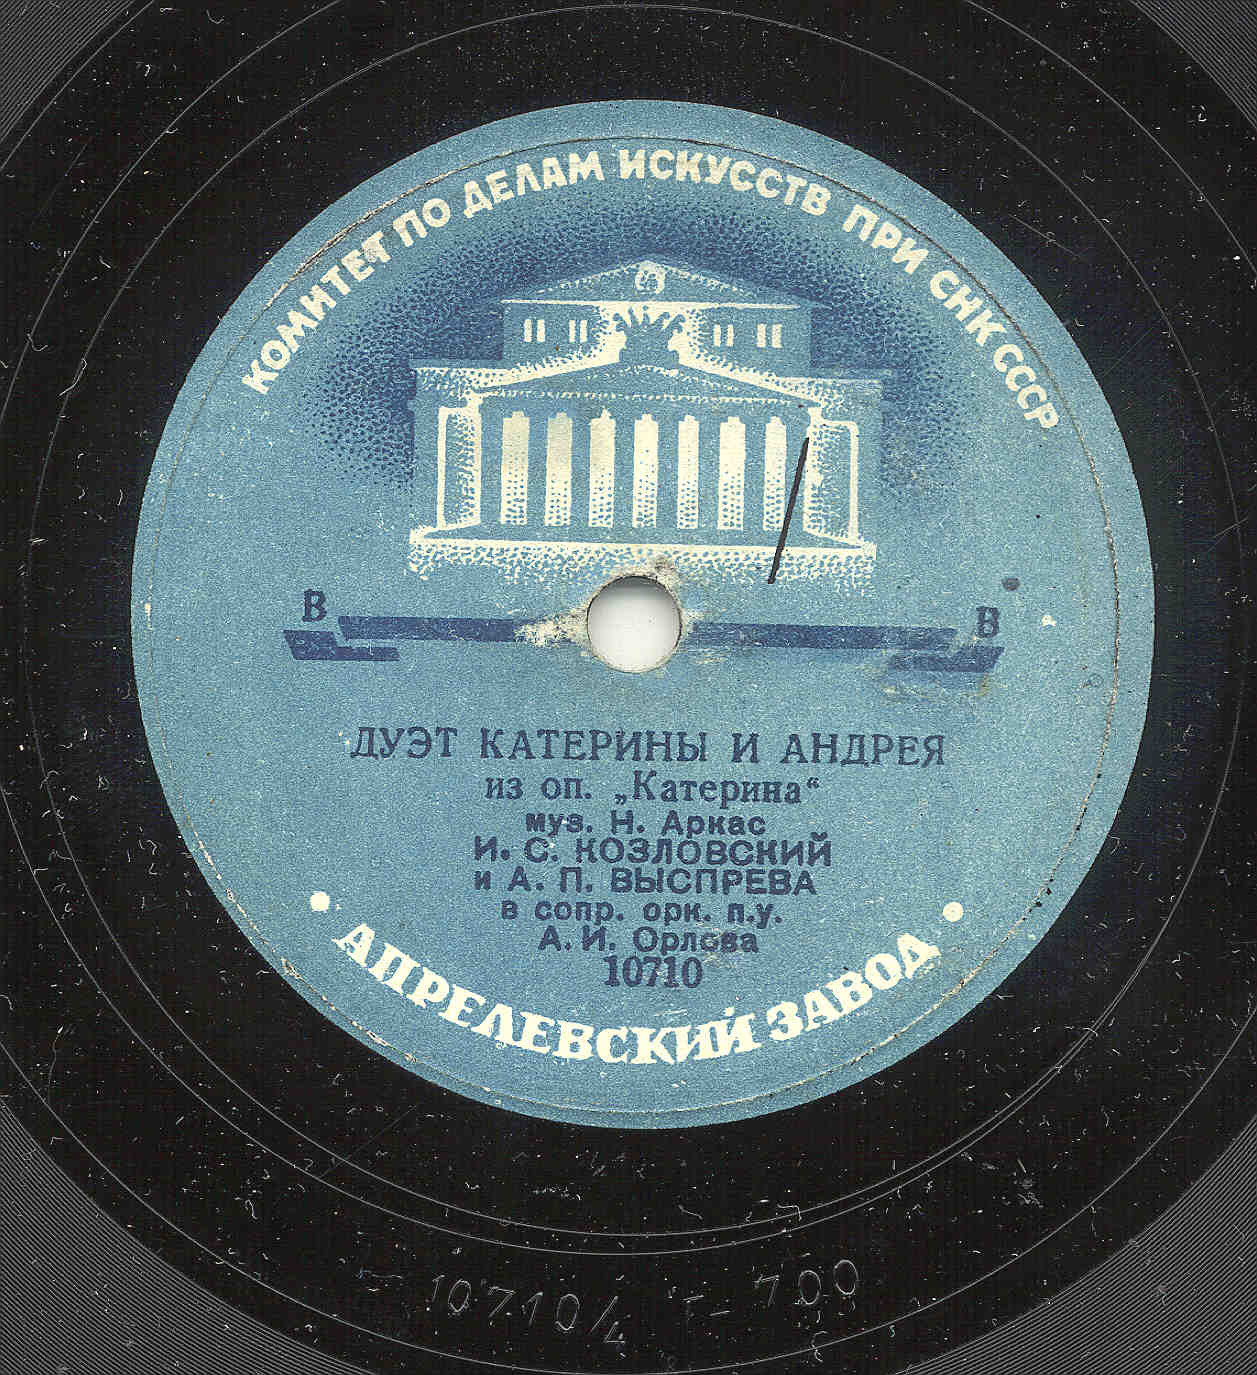 КОМИТЕТ ПО ДЕЛАМ ИСКУССТВ ПРИ СНК СССР
В В
ДУЭТ КАТЕРИНЫ И АНДРЕЯ
из оп. „Катерина“
муз. Н. Аркас
И. С. КОЗЛОВСКИЙ
и А. П. ВЫСПРЕВА
в сопр. орк. п.у.
А. И. Орлова
10710
АПРЕЛЕВСКИЙ ЗАВОД
10710/4 Т–700